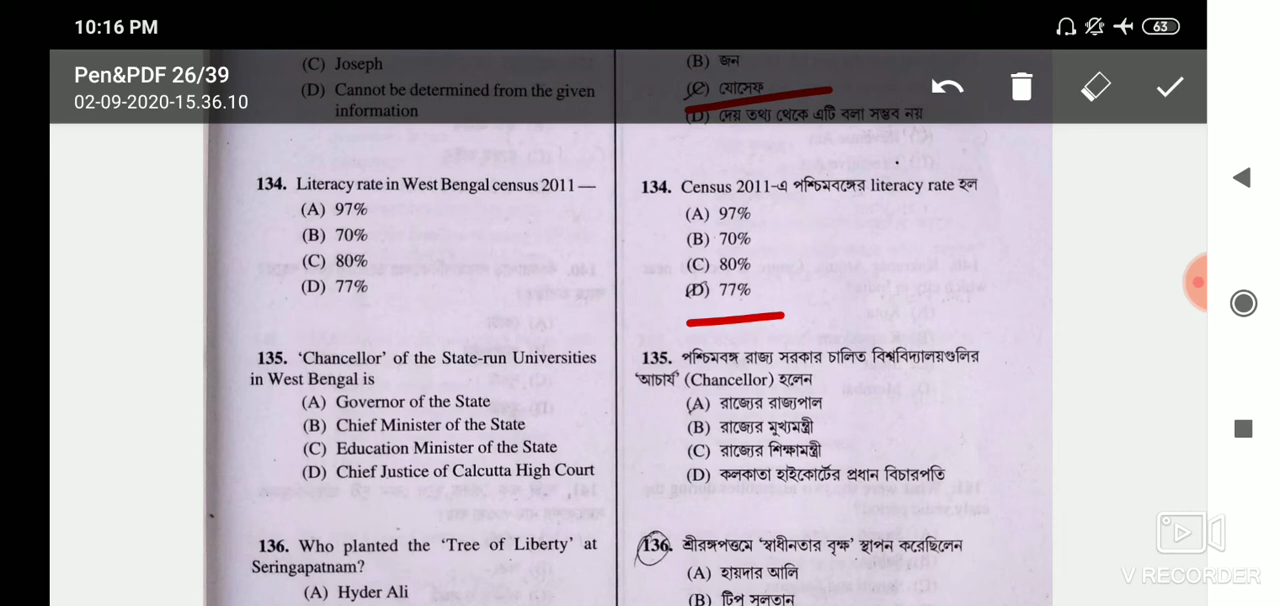 10:16 PM
63
Pen&PDF 26/39
02-09-2020-15.36.10
(C) Joseph
(D) Cannot be determined from the given
information
134. Literacy rate in West Bengal census 2011—
(A) 97%
(B) 70%
(C) 80%
(D) 77%
135. ‘Chancellor’ of the State-run Universities
in West Bengal is
(A) Governor of the State
(B) Chief Minister of the State
(C) Education Minister of the State
(D) Chief Justice of Calcutta High Court
136. Who planted the ‘Tree of Liberty’ at
Seringapatnam?
(A) Hyder Ali
(B) জন
(C) যোসেফ
(D) দেয় তথ্য থেকে এটি বলা সম্ভব নয়
134. Census 2011-এ পশ্চিমবঙ্গের literacy rate হল
(A) 97%
(B) 70%
(C) 80%
(D) 77%
135. পশ্চিমবঙ্গ রাজ্য সরকার চালিত বিশ্ববিদ্যালয়গুলির
‘আচার্য’ (Chancellor) হলেন
(A) রাজ্যের রাজ্যপাল
(B) রাজ্যের মুখ্যমন্ত্রী
(C) রাজ্যের শিক্ষামন্ত্রী
(D) কলকাতা হাইকোর্টের প্রধান বিচারপতি
136. শ্রীরঙ্গপত্তমে ‘স্বাধীনতার বৃক্ষ’ স্থাপন করেছিলেন
(A) হায়দার আলি
(B) টিপু সুলতান
V RECORDER